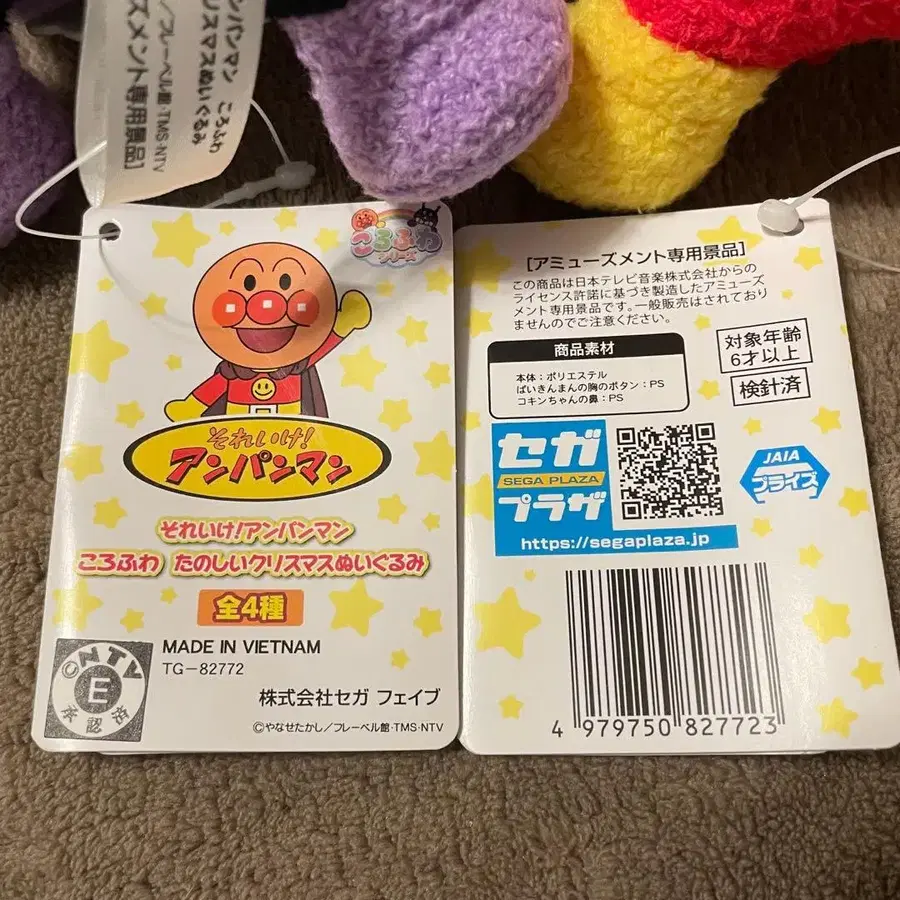 アンパンマン ころふわ
スマスぬいぐるみ
／フレーベル館・TMS・NTV
ズメント専用景品]
ころふわ
シリーズ
それいけ!
アンパンマン
それいけ!アンパンマン
ころふわ たのしいクリスマスぬいぐるみ
全4種
MADE IN VIETNAM
TG-82772
株式会社セガ フェイブ
©やなせたかし/フレーベル館・TMS・NTV
©NTV
E
承認済
[アミューズメント専用景品]
この商品は日本テレビ音楽株式会社からの
ライセンス許諾に基づき製造したアミューズ
メント専用景品です。一般販売はされており
ませんのでご注意ください。
商品素材
本体：ポリエステル
ばいきんまんの胸のボタン：PS
コキンちゃんの鼻：PS
対象年齢
6才以上
検針済
セガ
SEGA PLAZA
プラザ
https://segaplaza.jp
JAIA
プライズ
4 979750 827723